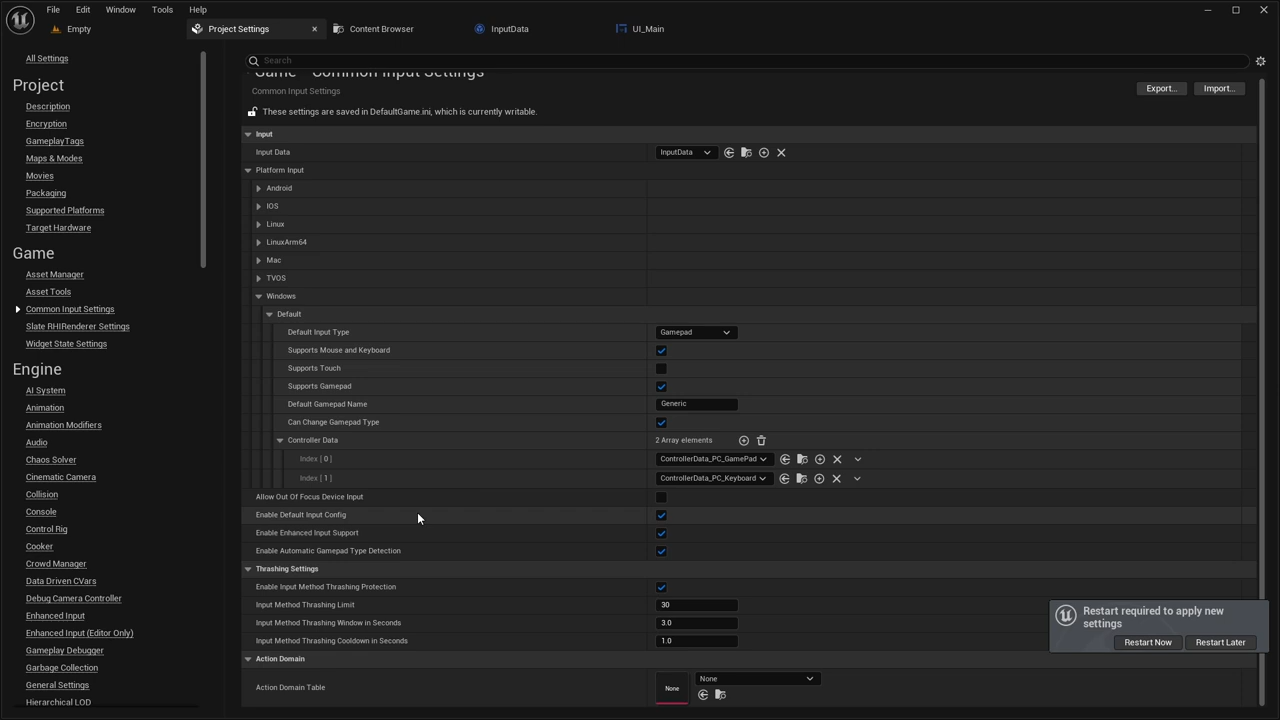 File Edit Window Tools Help
Empty Project Settings Content Browser InputData UI_Main
All Settings
Project
Description
Encryption
GameplayTags
Maps & Modes
Movies
Packaging
Supported Platforms
Target Hardware
Game
Asset Manager
Asset Tools
Common Input Settings
Slate RHIRenderer Settings
Widget State Settings
Engine
AI System
Animation
Animation Modifiers
Audio
Chaos Solver
Cinematic Camera
Collision
Console
Control Rig
Cooker
Crowd Manager
Data Driven CVars
Debug Camera Controller
Enhanced Input
Enhanced Input (Editor Only)
Gameplay Debugger
Garbage Collection
General Settings
Hierarchical LOD
Search
Game - Common Input Settings
Common Input Settings
Export... Import...
These settings are saved in DefaultGame.ini, which is currently writable.
Input
Input Data InputData
Platform Input
Android
IOS
Linux
LinuxArm64
Mac
TVOS
Windows
Default
Default Input Type Gamepad
Supports Mouse and Keyboard
Supports Touch
Supports Gamepad
Default Gamepad Name Generic
Can Change Gamepad Type
Controller Data 2 Array elements
Index [ 0 ] ControllerData_PC_GamePad
Index [ 1 ] ControllerData_PC_Keyboard
Allow Out Of Focus Device Input
Enable Default Input Config
Enable Enhanced Input Support
Enable Automatic Gamepad Type Detection
Thrashing Settings
Enable Input Method Thrashing Protection
Input Method Thrashing Limit 30
Input Method Thrashing Window in Seconds 3.0
Input Method Thrashing Cooldown in Seconds 1.0
Action Domain
Action Domain Table None None
Restart required to apply new
settings
Restart Now Restart Later